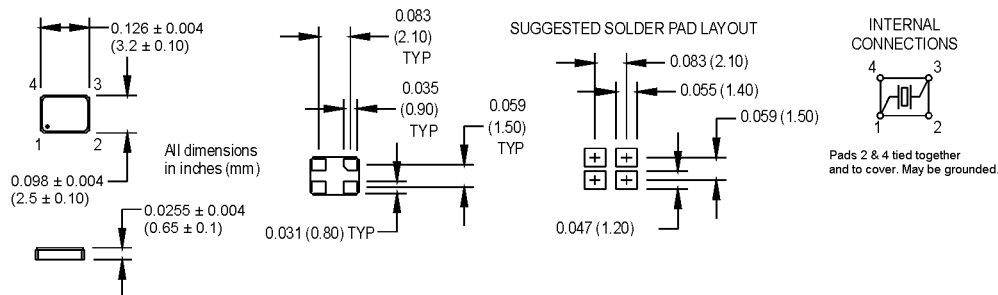 0.126 ± 0.004
(3.2 ± 0.10)
4 3
1 2
0.098 ± 0.004
(2.5 ± 0.10)
All dimensions
in inches (mm)
0.0255 ± 0.004
(0.65 ± 0.1)
0.083
(2.10)
TYP
0.035
(0.90)
TYP
0.059
(1.50)
TYP
0.031 (0.80) TYP
SUGGESTED SOLDER PAD LAYOUT
0.083 (2.10)
0.055 (1.40)
0.059 (1.50)
0.047 (1.20)
INTERNAL
CONNECTIONS
4 3
1 2
Pads 2 & 4 tied together
and to cover. May be grounded.